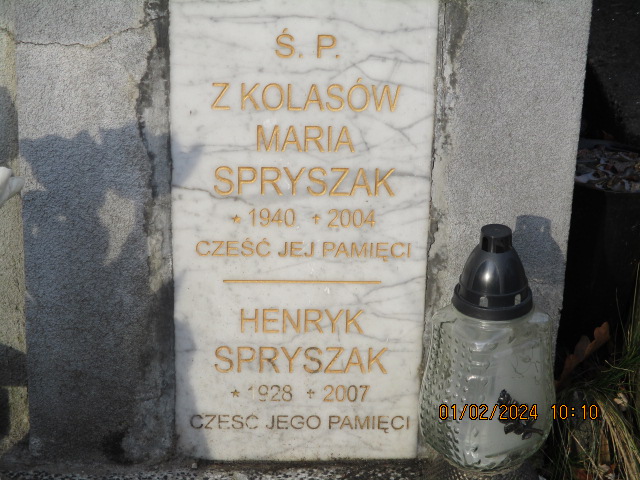 Ś. P.
Z KOLASÓW
MARIA
SPRYSZAK
* 1940 + 2004
CZEŚĆ JEJ PAMIĘCI
HENRYK
SPRYSZAK
* 1928 + 2007
CZEŚĆ JEGO PAMIĘCI
01/02/2024 10:10